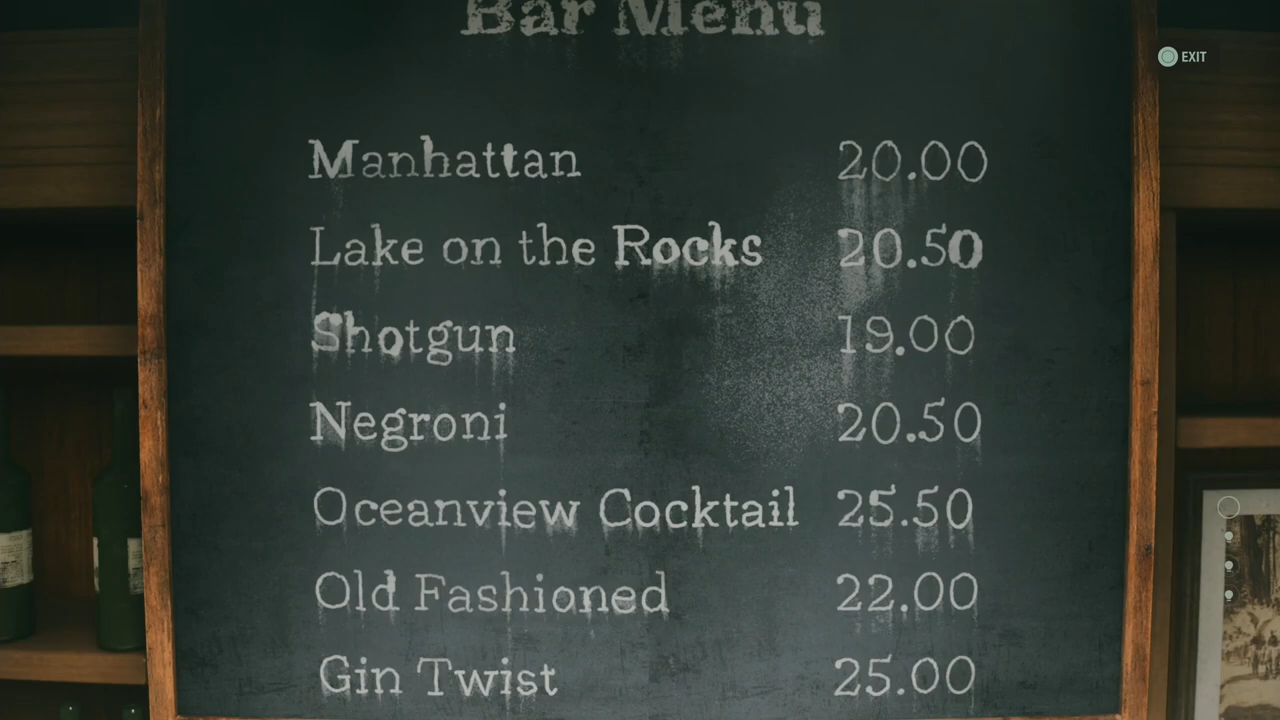 Bar Menu
EXIT
Manhattan 20.00
Lake on the Rocks 20.50
Shotgun 19.00
Negroni 20.50
Oceanview Cocktail 25.50
Old Fashioned 22.00
Gin Twist 25.00